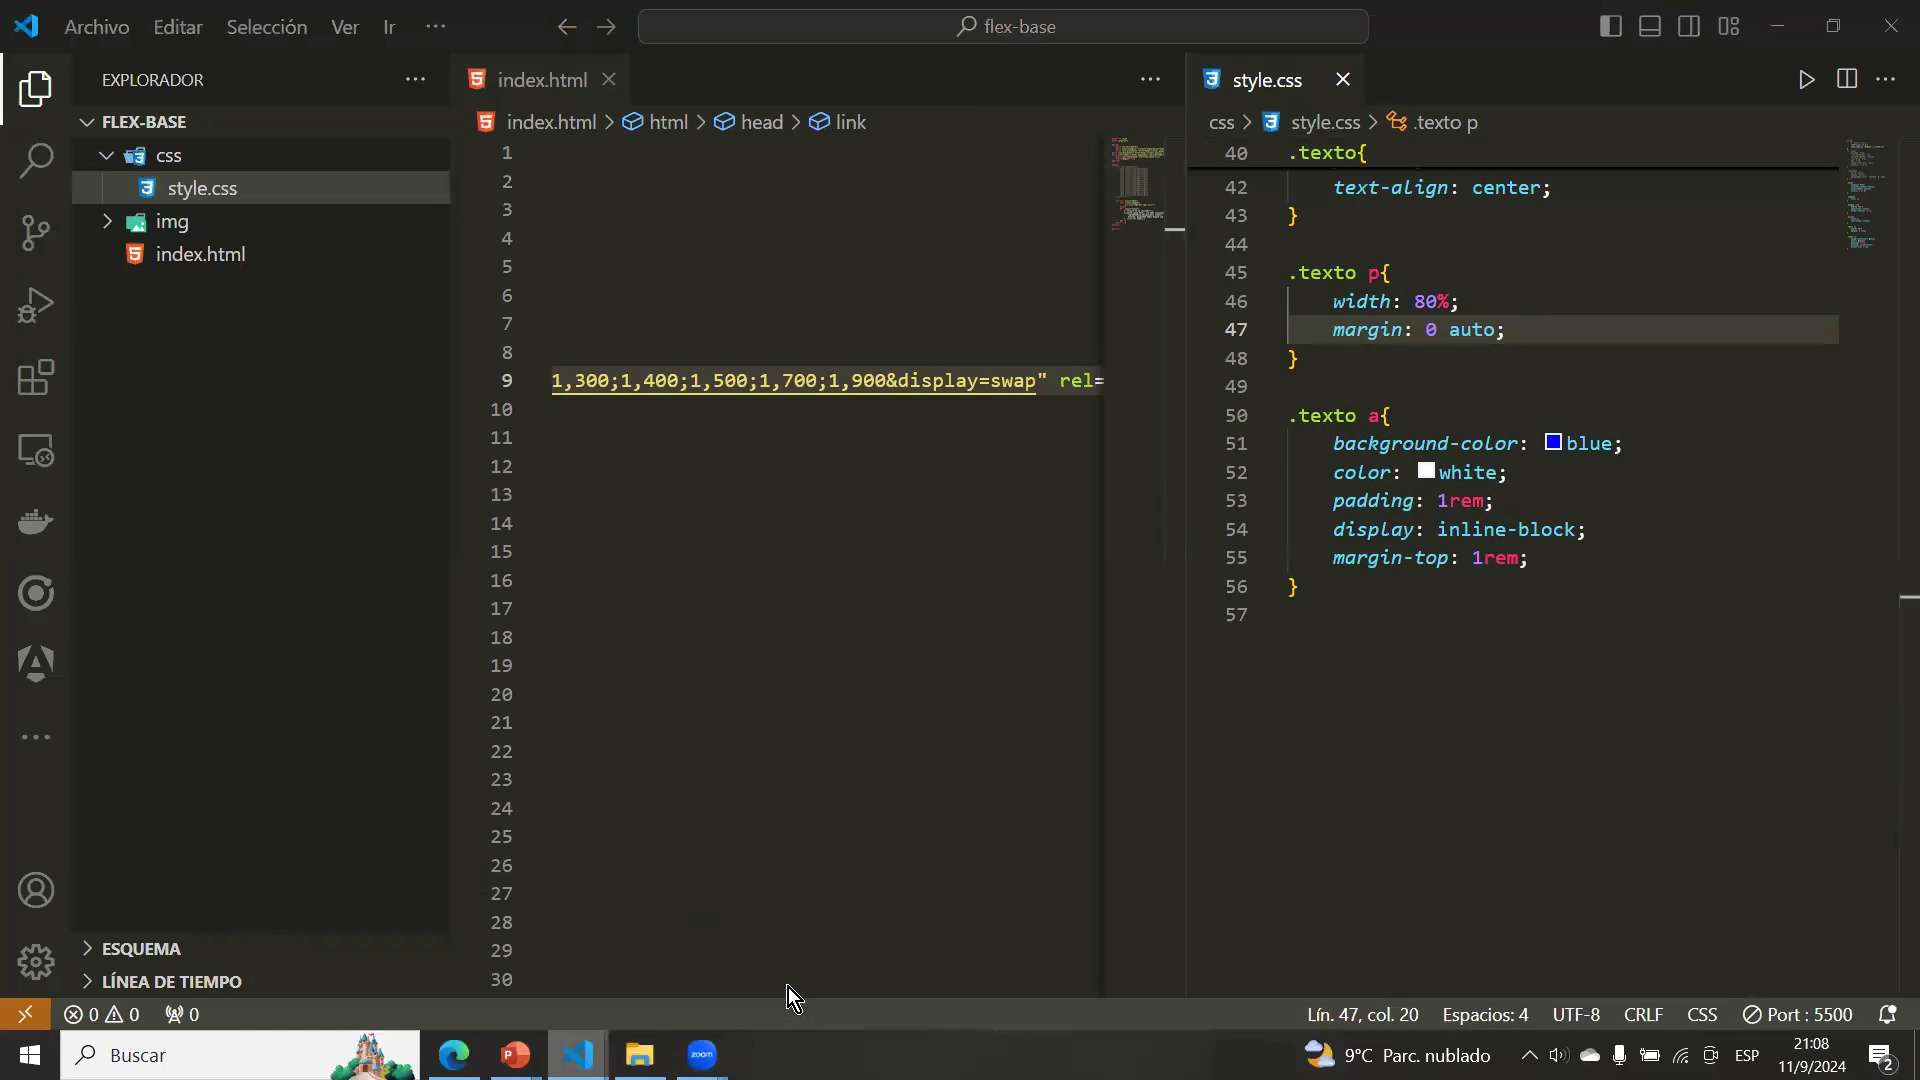 Archivo Editar Selección Ver Ir ··· flex-base
EXPLORADOR ···
FLEX-BASE
css
style.css
img
index.html
ESQUEMA
LÍNEA DE TIEMPO
index.html
index.html > html > head > link
1
2
3
4
5
6
7
8
9 1,300;1,400;1,500;1,700;1,900&display=swap" rel=
10
11
12
13
14
15
16
17
18
19
20
21
22
23
24
25
26
27
28
29
30
style.css
css > style.css > .texto p
40 .texto{
42 text-align: center;
43 }
44
45 .texto p{
46 width: 80%;
47 margin: 0 auto;
48 }
49
50 .texto a{
51 background-color: blue;
52 color: white;
53 padding: 1rem;
54 display: inline-block;
55 margin-top: 1rem;
56 }
57
0 0 0 Lín. 47, col. 20 Espacios: 4 UTF-8 CRLF CSS Port : 5500
Buscar zoom 9°C Parc. nublado ESP 21:08
11/9/2024 2